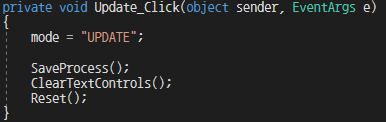 private void Update_Click(object sender, EventArgs e)
{
    mode = "UPDATE";

    SaveProcess();
    ClearTextControls();
    Reset();
}